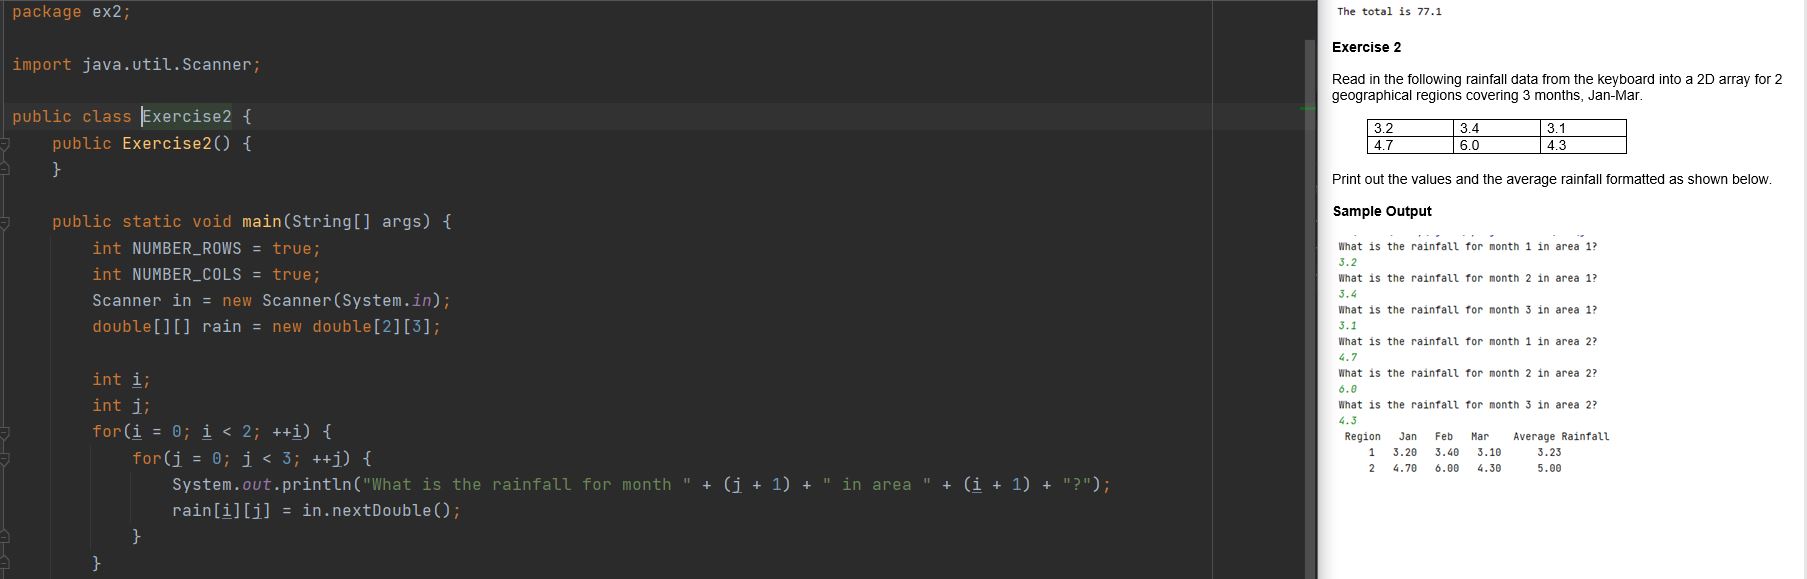 package ex2;
import java.util.Scanner;
public class Exercise2 {
public Exercise2() {
}
public static void main(String[] args) {
int NUMBER_ROWS = true;
int NUMBER_COLS = true;
Scanner in = new Scanner(System.in);
double[][] rain = new double[2][3];
int i;
int j;
for(i = 0; i < 2; ++i) {
for(j = 0; j < 3; ++j) {
System.out.println("What is the rainfall for month " + (j + 1) + " in area " + (i + 1) + "?");
rain[i][j] = in.nextDouble();
}
}
The total is 77.1
Exercise 2
Read in the following rainfall data from the keyboard into a 2D array for 2
geographical regions covering 3 months, Jan-Mar.
3.2 3.4 3.1
4.7 6.0 4.3
Print out the values and the average rainfall formatted as shown below.
Sample Output
What is the rainfall for month 1 in area 1?
3.2
What is the rainfall for month 2 in area 1?
3.4
What is the rainfall for month 3 in area 1?
3.1
What is the rainfall for month 1 in area 2?
4.7
What is the rainfall for month 2 in area 2?
6.0
What is the rainfall for month 3 in area 2?
4.3
Region Jan Feb Mar Average Rainfall
1 3.20 3.40 3.10 3.23
2 4.70 6.00 4.30 5.00